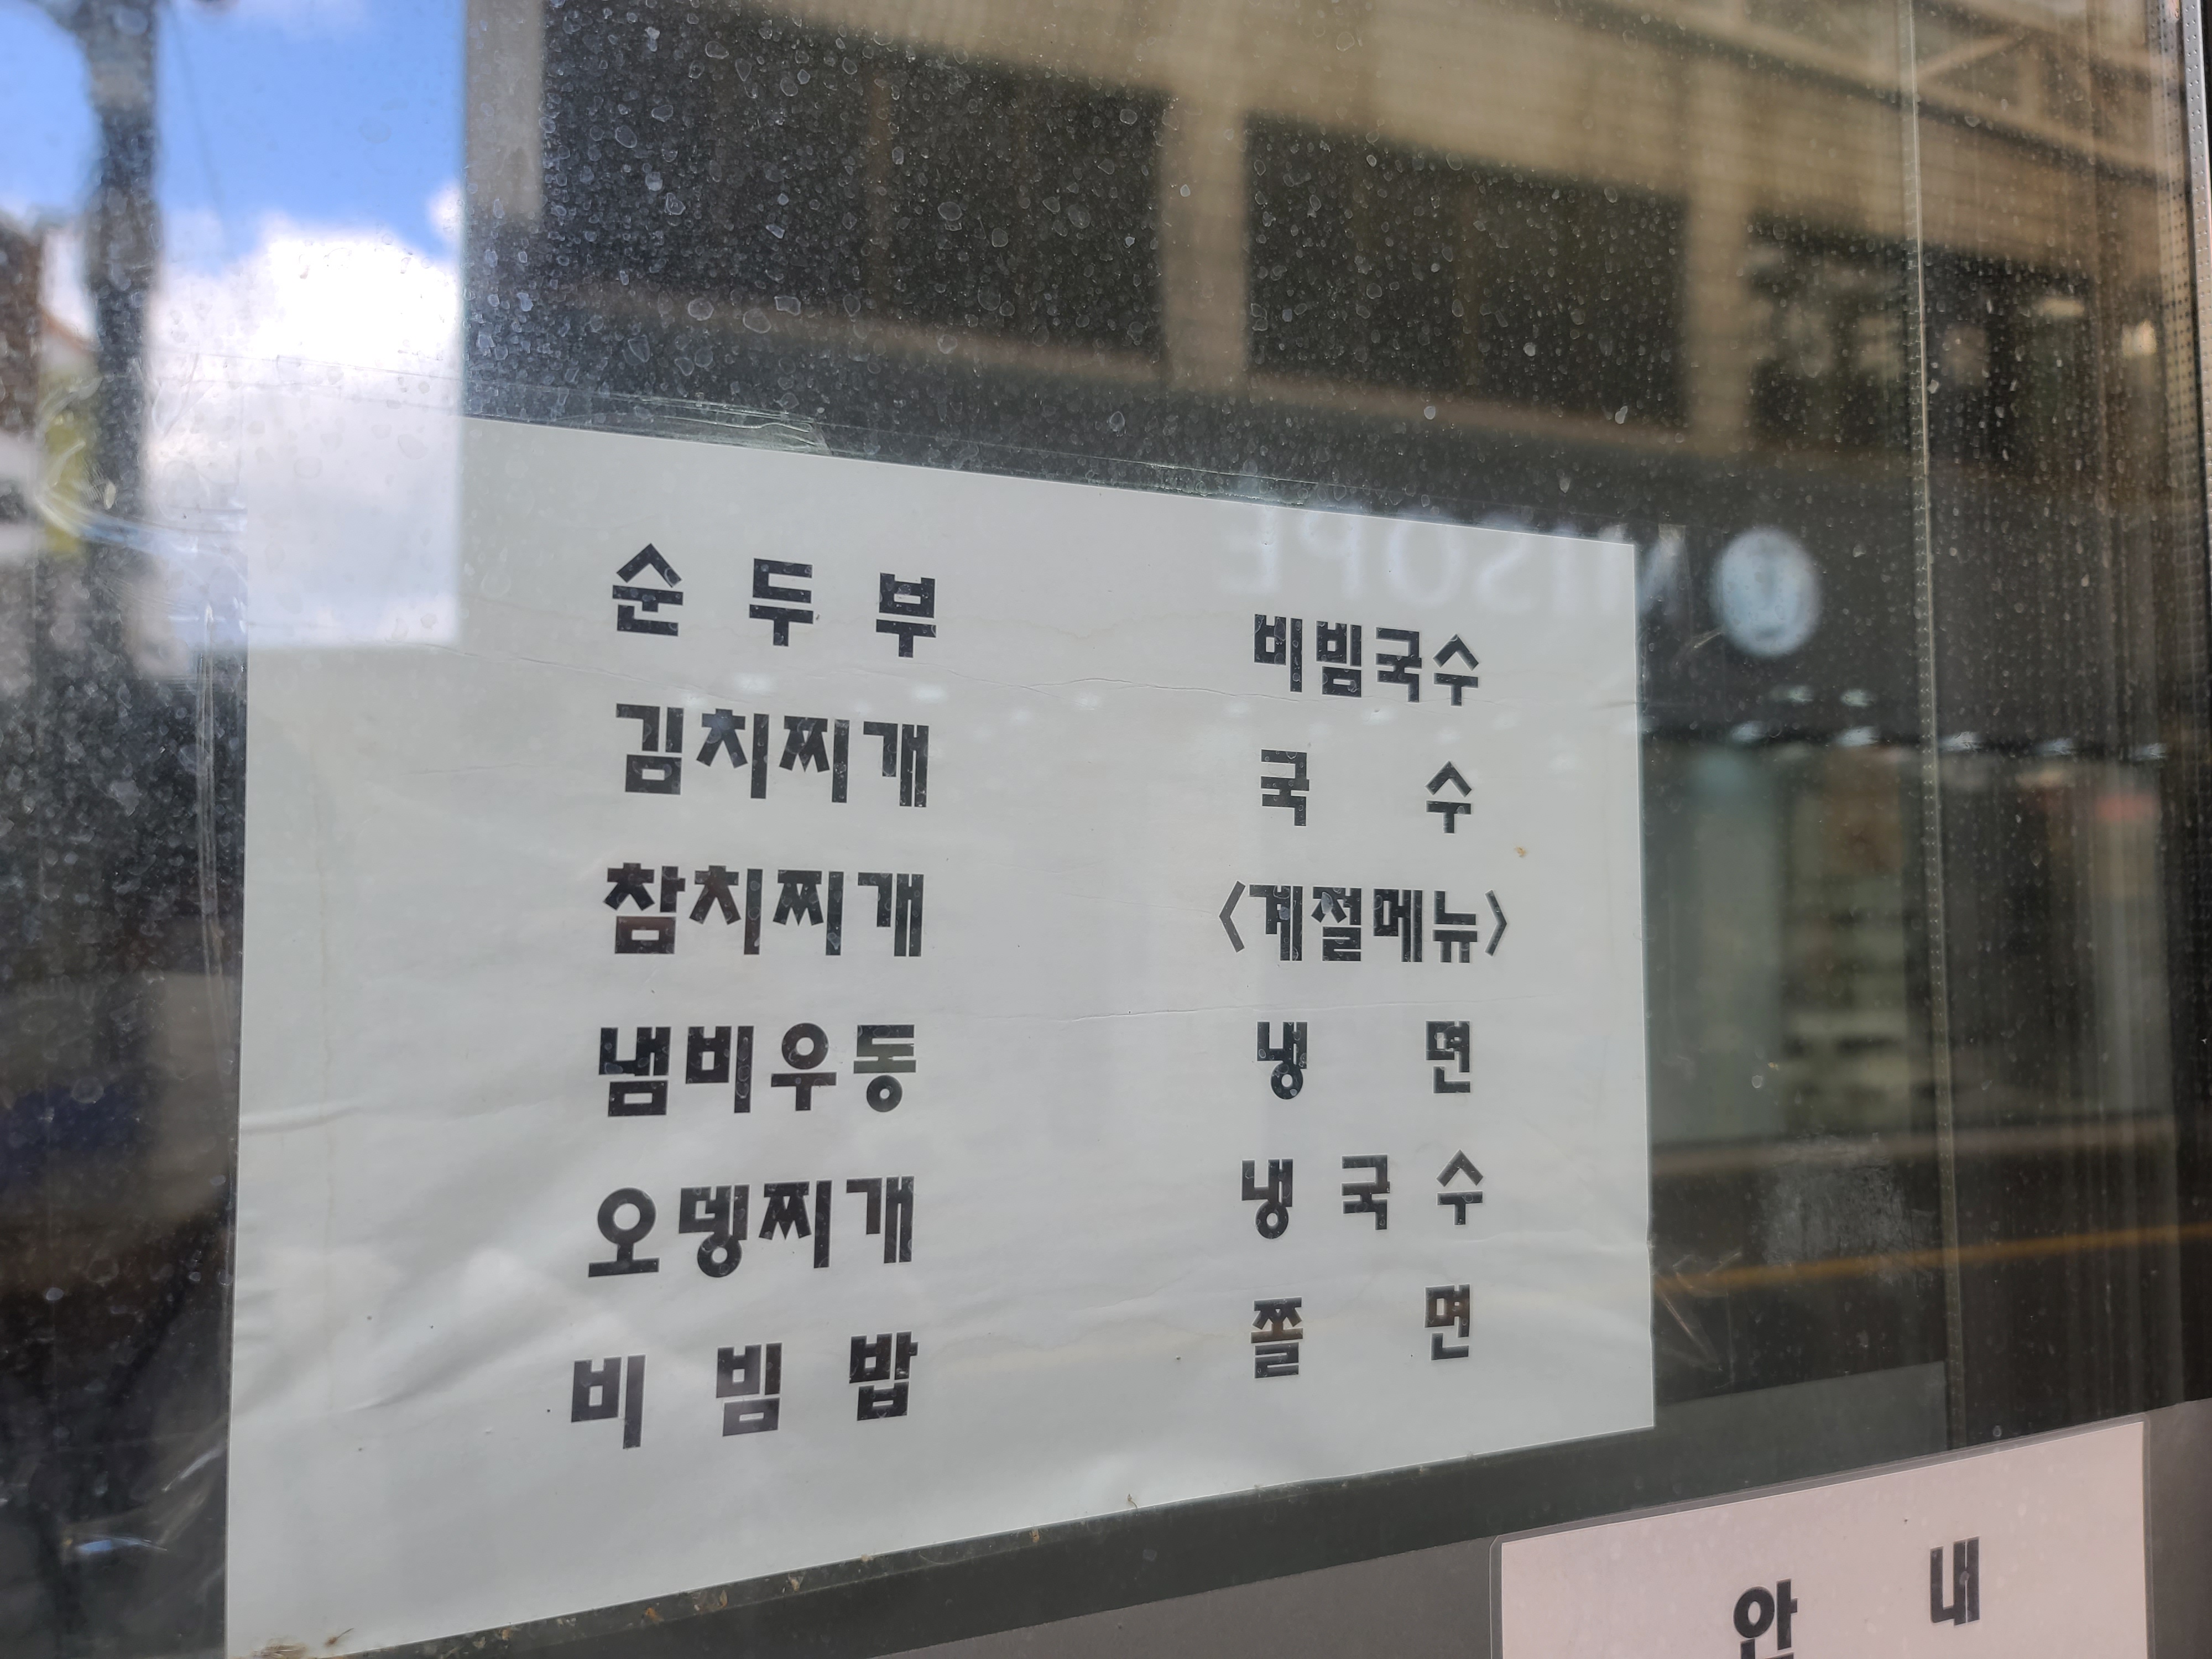 순 두 부
김치찌개
참치찌개
냄비우동
오뎅찌개
비 빔 밥
비빔국수
국 수
<계절메뉴>
냉 면
냉 국 수
쫄 면
안 내